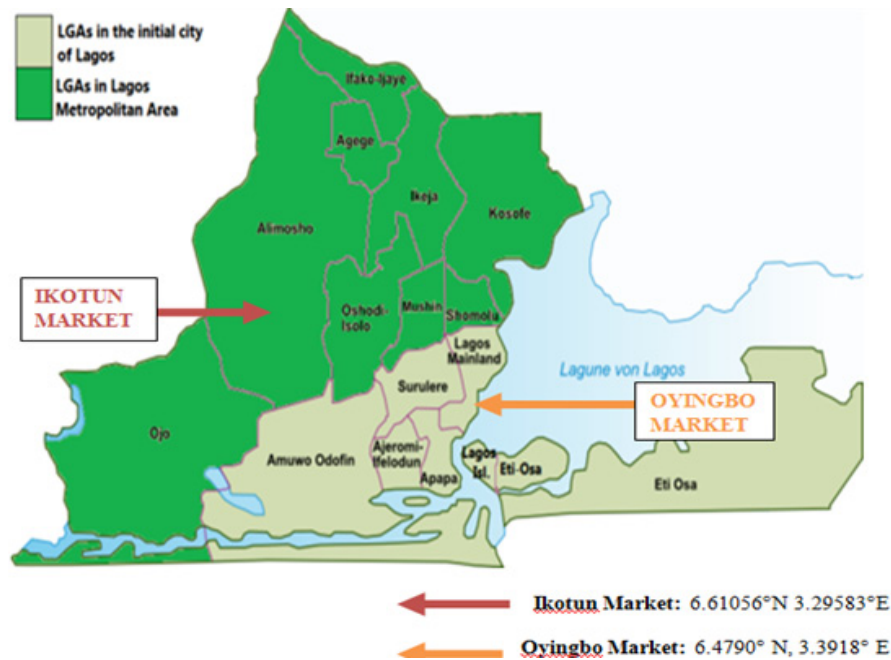 LGAs in the initial city
of Lagos
LGAs in Lagos
Metropolitan Area
Ifako-Ijaye
Agege
Ikeja
Kosofe
Alimosho
IKOTUN
MARKET
Oshodi-
Isolo
Mushin
Shomolu
Lagos
Mainland
Surulere
Lagune von Lagos
OYINGBO
MARKET
Ojo
Amuwo Odofin
Ajeromi-
Ifelodun
Apapa
Lagos
Isl.
Eti-Osa
Eti Osa
Ikotun Market: 6.61056°N 3.29583°E
Oyingbo Market: 6.4790° N, 3.3918° E